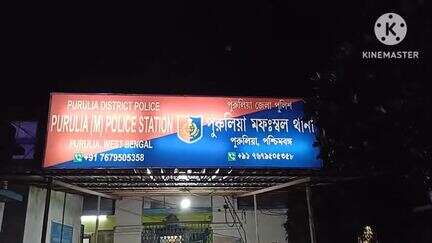 KINEMASTER
PURULIA DISTRICT POLICE
PURULIA (M) POLICE STATION
PURULIA, WEST BENGAL
+91 7679505358
পুরুলিয়া জেলা পুলিশ
পুরুলিয়া মফঃস্বল থানা
পুরুলিয়া, পশ্চিমবঙ্গ
+৯১ ৭৬৭৯৫০৫৩৫৮